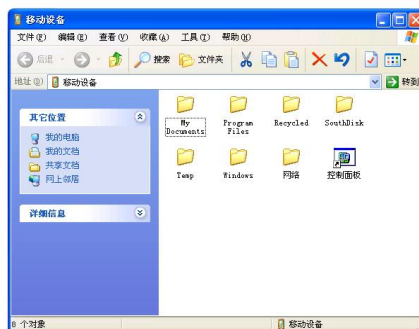 移动设备
文件(F) 编辑(E) 查看(V) 收藏(A) 工具(T) 帮助(H)
后退 搜索 文件夹
地址(D) 移动设备 转到
其它位置
我的电脑
我的文档
共享文档
网上邻居
详细信息
My Documents
Program Files
Recycled
SouthDisk
Temp
Windows
网络
控制面板
8 个对象
移动设备